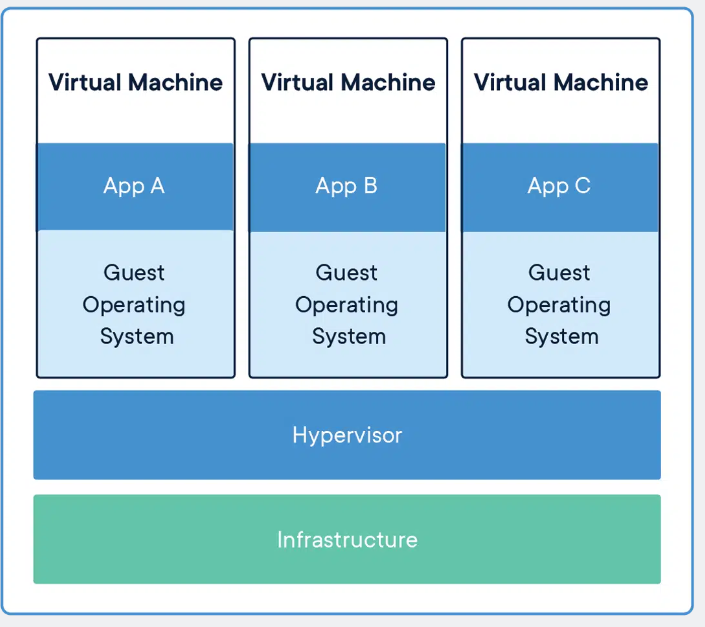 Virtual Machine
Virtual Machine
Virtual Machine
App A
App B
App C
Guest
Operating
System
Guest
Operating
System
Guest
Operating
System
Hypervisor
Infrastructure